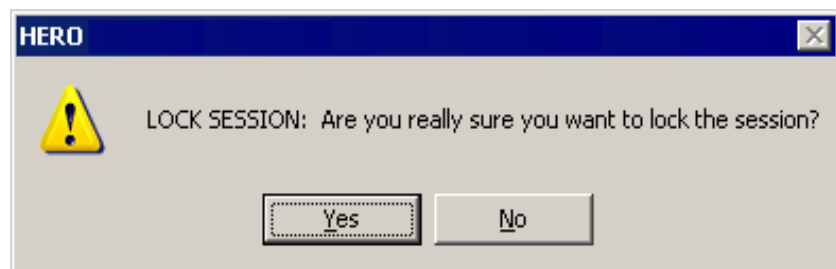 HERO
LOCK SESSION:  Are you really sure you want to lock the session?
Yes
No